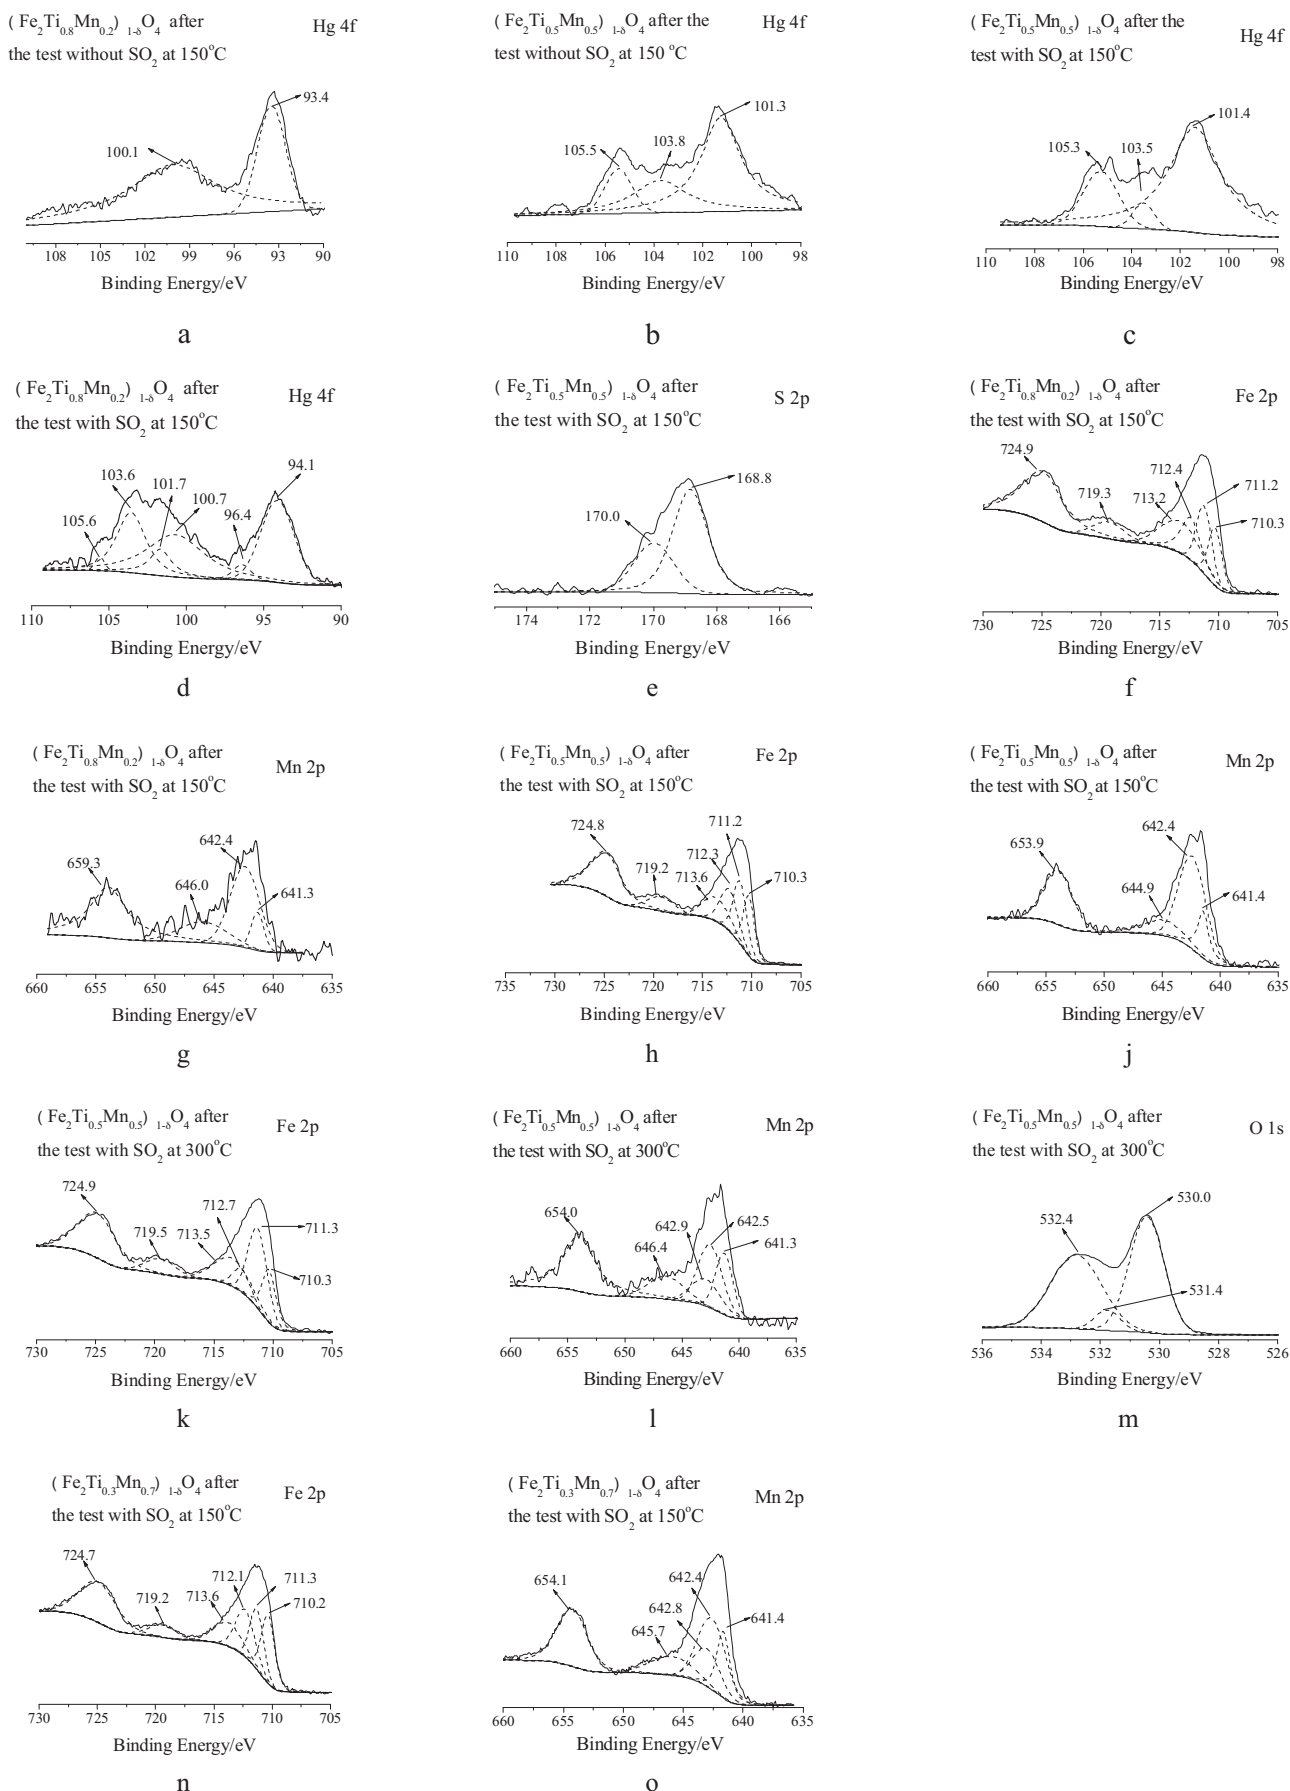 (Fe₂Ti₀.₈Mn₀.₂) ₁₋δO₄ after
the test without SO₂ at 150°C
Hg 4f
100.1
93.4
108 105 102 99 96 93 90
Binding Energy/eV
a
(Fe₂Ti₀.₅Mn₀.₅) ₁₋δO₄ after the
test without SO₂ at 150 °C
Hg 4f
105.5
103.8
101.3
110 108 106 104 102 100 98
Binding Energy/eV
b
(Fe₂Ti₀.₅Mn₀.₅) ₁₋δO₄ after the
test with SO₂ at 150°C
Hg 4f
105.3
103.5
101.4
110 108 106 104 102 100 98
Binding Energy/eV
c
(Fe₂Ti₀.₈Mn₀.₂) ₁₋δO₄ after
the test with SO₂ at 150°C
Hg 4f
105.6
103.6
101.7
100.7
96.4
94.1
110 105 100 95 90
Binding Energy/eV
d
(Fe₂Ti₀.₅Mn₀.₅) ₁₋δO₄ after
the test with SO₂ at 150°C
S 2p
170.0
168.8
174 172 170 168 166
Binding Energy/eV
e
(Fe₂Ti₀.₈Mn₀.₂) ₁₋δO₄ after
the test with SO₂ at 150°C
Fe 2p
724.9
719.3
713.2
712.4
711.2
710.3
730 725 720 715 710 705
Binding Energy/eV
f
(Fe₂Ti₀.₈Mn₀.₂) ₁₋δO₄ after
the test with SO₂ at 150°C
Mn 2p
659.3
646.0
642.4
641.3
660 655 650 645 640 635
Binding Energy/eV
g
(Fe₂Ti₀.₅Mn₀.₅) ₁₋δO₄ after
the test with SO₂ at 150°C
Fe 2p
724.8
719.2
713.6
712.3
711.2
710.3
735 730 725 720 715 710 705
Binding Energy/eV
h
(Fe₂Ti₀.₅Mn₀.₅) ₁₋δO₄ after
the test with SO₂ at 150°C
Mn 2p
653.9
644.9
642.4
641.4
660 655 650 645 640 635
Binding Energy/eV
j
(Fe₂Ti₀.₅Mn₀.₅) ₁₋δO₄ after
the test with SO₂ at 300°C
Fe 2p
724.9
719.5
713.5
712.7
711.3
710.3
730 725 720 715 710 705
Binding Energy/eV
k
(Fe₂Ti₀.₅Mn₀.₅) ₁₋δO₄ after
the test with SO₂ at 300°C
Mn 2p
654.0
646.4
642.9
642.5
641.3
660 655 650 645 640 635
Binding Energy/eV
l
(Fe₂Ti₀.₅Mn₀.₅) ₁₋δO₄ after
the test with SO₂ at 300°C
O 1s
532.4
530.0
531.4
536 534 532 530 528 526
Binding Energy/eV
m
(Fe₂Ti₀.₃Mn₀.₇) ₁₋δO₄ after
the test with SO₂ at 150°C
Fe 2p
724.7
719.2
713.6
712.1
711.3
710.2
730 725 720 715 710 705
Binding Energy/eV
n
(Fe₂Ti₀.₃Mn₀.₇) ₁₋δO₄ after
the test with SO₂ at 150°C
Mn 2p
654.1
645.7
642.8
642.4
641.4
660 655 650 645 640 635
Binding Energy/eV
o